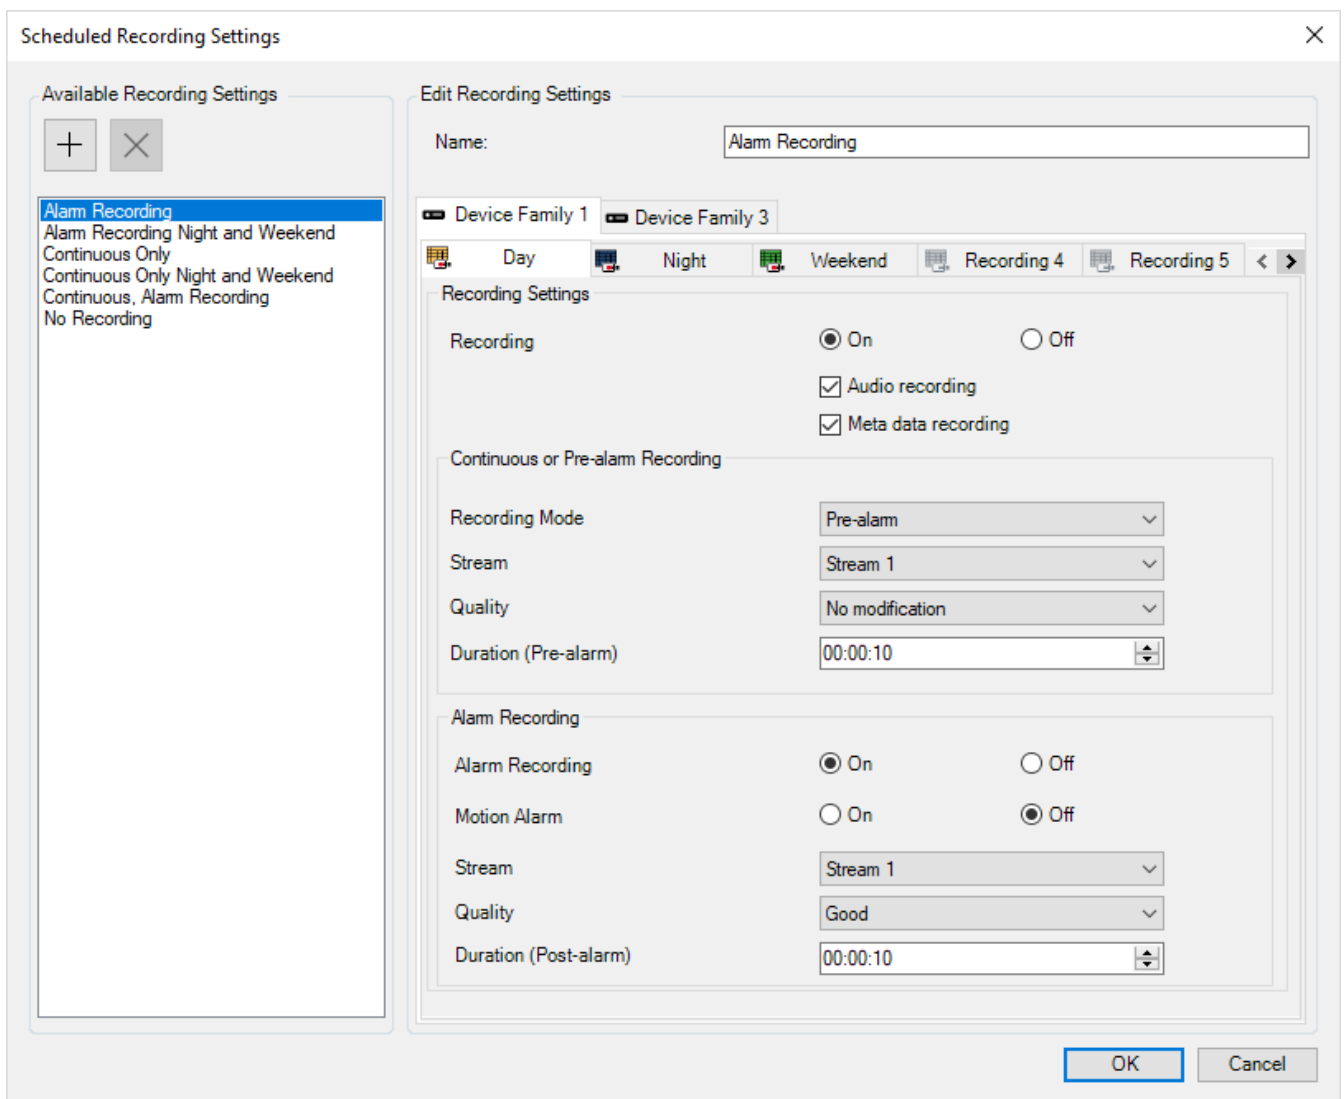 Scheduled Recording Settings
Available Recording Settings
Alarm Recording
Alarm Recording Night and Weekend
Continuous Only
Continuous Only Night and Weekend
Continuous, Alarm Recording
No Recording
Edit Recording Settings
Name: Alarm Recording
Device Family 1 Device Family 3
Day Night Weekend Recording 4 Recording 5
Recording Settings
Recording On Off
Audio recording
Meta data recording
Continuous or Pre-alarm Recording
Recording Mode Pre-alarm
Stream Stream 1
Quality No modification
Duration (Pre-alarm) 00:00:10
Alarm Recording
Alarm Recording On Off
Motion Alarm On Off
Stream Stream 1
Quality Good
Duration (Post-alarm) 00:00:10
OK Cancel